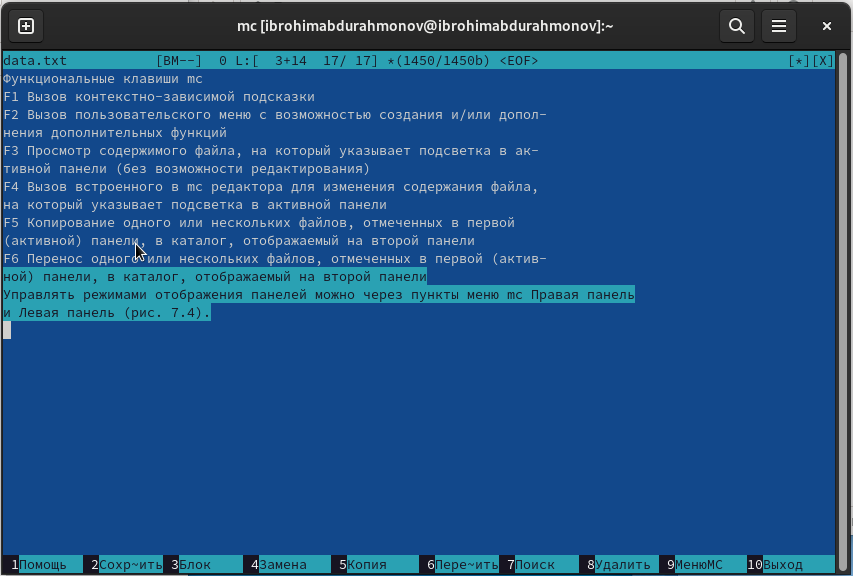 mc [ibrohimabdurahmonov@ibrohimabdurahmonov]:~
data.txt [BM--] 0 L:[ 3+14 17/ 17] *(1450/1450b) <EOF> [*][X]
Функциональные клавиши mc
F1 Вызов контекстно-зависимой подсказки
F2 Вызов пользовательского меню с возможностью создания и/или допол-
нения дополнительных функций
F3 Просмотр содержимого файла, на который указывает подсветка в ак-
тивной панели (без возможности редактирования)
F4 Вызов встроенного в mc редактора для изменения содержания файла,
на который указывает подсветка в активной панели
F5 Копирование одного или нескольких файлов, отмеченных в первой
(активной) панели, в каталог, отображаемый на второй панели
F6 Перенос одного или нескольких файлов, отмеченных в первой (актив-
ной) панели, в каталог, отображаемый на второй панели
Управлять режимами отображения панелей можно через пункты меню mc Правая панель
и Левая панель (рис. 7.4).
1Помощь 2Сохр~ить 3Блок 4Замена 5Копия 6Пере~ить 7Поиск 8Удалить 9МенюMC 10Выход